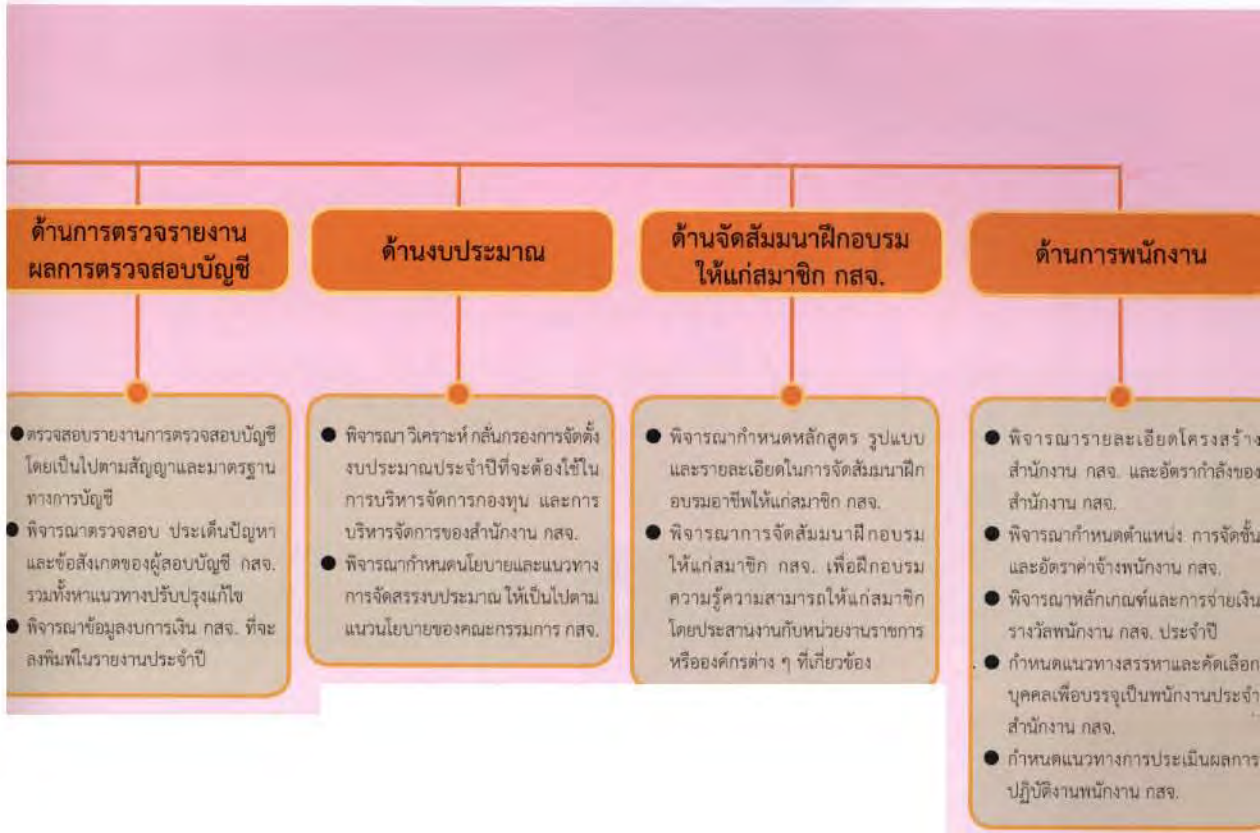 ด้านการตรวจรายงาน
ผลการตรวจสอบบัญชี
●ตรวจสอบรายงานการตรวจสอบบัญชี
โดยเป็นไปตามสัญญาและมาตรฐาน
ทางการบัญชี
● พิจารณาตรวจสอบ ประเด็นปัญหา
และข้อสังเกตของผู้สอบบัญชี กสจ.
รวมทั้งหาแนวทางปรับปรุงแก้ไข
● พิจารณาข้อมูลงบการเงิน กสจ. ที่จะ
ลงพิมพ์ในรายงานประจำปี
ด้านงบประมาณ
● พิจารณา วิเคราะห์ กลั่นกรองการจัดตั้ง
งบประมาณประจำปีที่จะต้องใช้ใน
การบริหารจัดการกองทุน และการ
บริหารจัดการของสำนักงาน กสจ.
● พิจารณากำหนดนโยบายและแนวทาง
การจัดสรรงบประมาณ ให้เป็นไปตาม
แนวนโยบายของคณะกรรมการ กสจ.
ด้านจัดสัมมนาฝึกอบรม
ให้แก่สมาชิก กสจ.
● พิจารณากำหนดหลักสูตร รูปแบบ
และรายละเอียดในการจัดสัมมนาฝึก
อบรมอาชีพให้แก่สมาชิก กสจ.
● พิจารณาการจัดสัมมนาฝึกอบรม
ให้แก่สมาชิก กสจ. เพื่อฝึกอบรม
ความรู้ความสามารถให้แก่สมาชิก
โดยประสานงานกับหน่วยงานราชการ
หรือองค์กรต่าง ๆ ที่เกี่ยวข้อง
ด้านการพนักงาน
● พิจารณารายละเอียดโครงสร้าง
สำนักงาน กสจ. และอัตรากำลังของ
สำนักงาน กสจ.
● พิจารณากำหนดตำแหน่ง การจัดชั้น
และอัตราค่าจ้างพนักงาน กสจ.
● พิจารณาหลักเกณฑ์และการจ่ายเงิน
รางวัลพนักงาน กสจ. ประจำปี
● กำหนดแนวทางสรรหาและคัดเลือก
บุคคลเพื่อบรรจุเป็นพนักงานประจำ
สำนักงาน กสจ.
● กำหนดแนวทางการประเมินผลการ
ปฏิบัติงานพนักงาน กสจ.